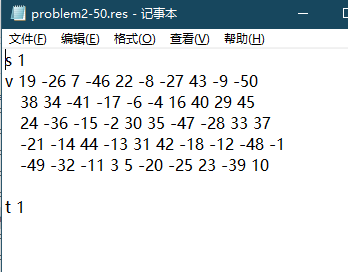 problem2-50.res - 记事本
文件(F) 编辑(E) 格式(O) 查看(V) 帮助(H)
s 1
v 19 -26 7 -46 22 -8 -27 43 -9 -50
38 34 -41 -17 -6 -4 16 40 29 45
24 -36 -15 -2 30 35 -47 -28 33 37
-21 -14 44 -13 31 42 -18 -12 -48 -1
-49 -32 -11 3 5 -20 -25 23 -39 10
t 1